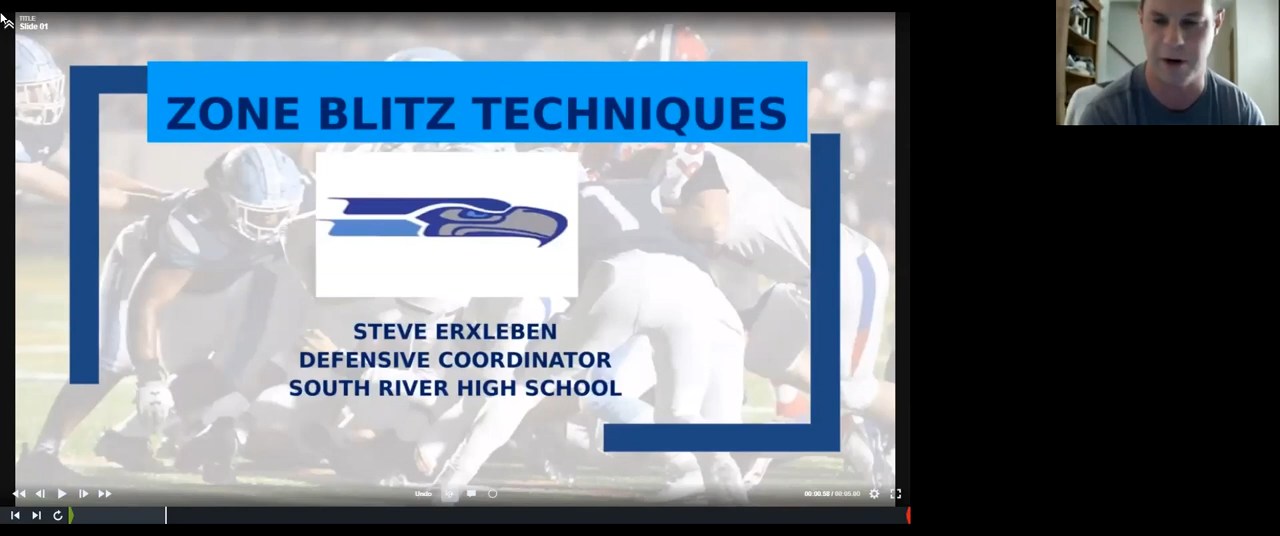 TITLE
Slide 01
ZONE BLITZ TECHNIQUES
STEVE ERXLEBEN
DEFENSIVE COORDINATOR
SOUTH RIVER HIGH SCHOOL
Undo